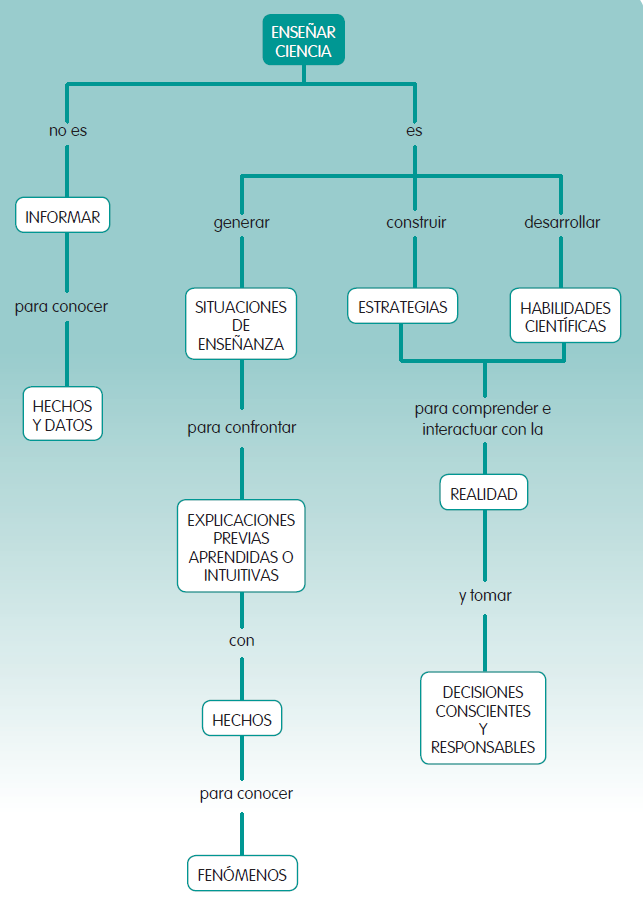 ENSEÑAR
CIENCIA
no es
es
INFORMAR
generar
construir
desarrollar
para conocer
SITUACIONES
DE
ENSEÑANZA
ESTRATEGIAS
HABILIDADES
CIENTÍFICAS
HECHOS
Y DATOS
para confrontar
para comprender e
interactuar con la
EXPLICACIONES
PREVIAS
APRENDIDAS O
INTUITIVAS
REALIDAD
con
y tomar
HECHOS
DECISIONES
CONSCIENTES
Y
RESPONSABLES
para conocer
FENÓMENOS